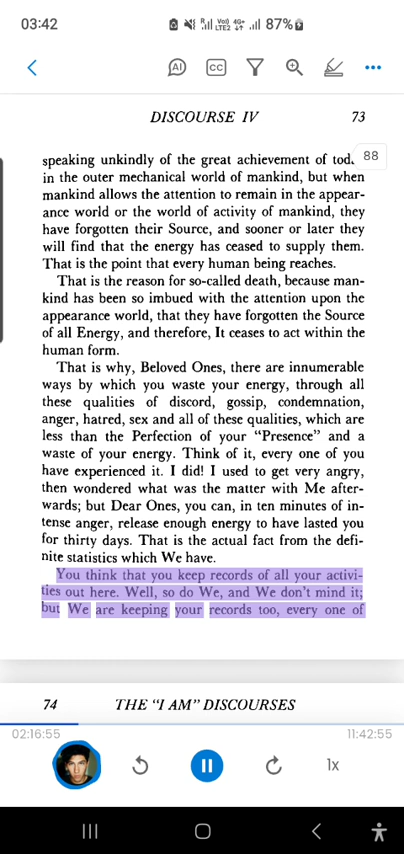 03:42
87%
AI
CC
DISCOURSE IV 73
88
speaking unkindly of the great achievement of
in the outer mechanical world of mankind, but when
mankind allows the attention to remain in the appear-
ance world or the world of activity of mankind, they
have forgotten their Source, and sooner or later they
will find that the energy has ceased to supply them.
That is the point that every human being reaches.
That is the reason for so-called death, because man-
kind has been so imbued with the attention upon the
appearance world, that they have forgotten the Source
of all Energy, and therefore, It ceases to act within the
human form.
That is why, Beloved Ones, there are innumerable
ways by which you waste your energy, through all
these qualities of discord, gossip, condemnation,
anger, hatred, sex and all of these qualities, which are
less than the Perfection of your “Presence” and a
waste of your energy. Think of it, every one of you
have experienced it. I did! I used to get very angry,
then wondered what was the matter with Me after-
wards; but Dear Ones, you can, in ten minutes of in-
tense anger, release enough energy to have lasted you
for thirty days. That is the actual fact from the defi-
nite statistics which We have.
You think that you keep records of all your activi-
ties out here. Well, so do We, and We don't mind it;
but We are keeping your records too, every one of
74 THE “I AM” DISCOURSES
02:16:55 11:42:55
1x